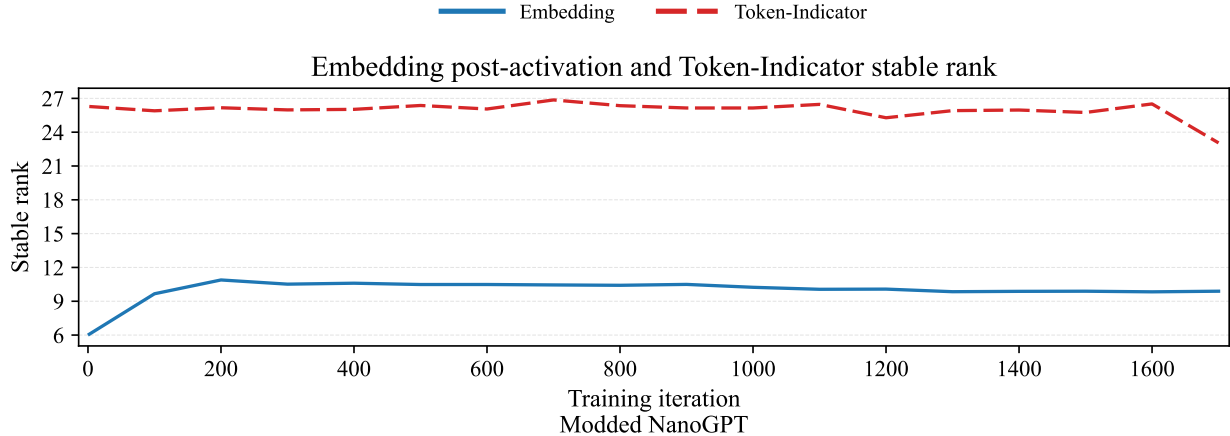 Embedding Token-Indicator
Embedding post-activation and Token-Indicator stable rank
Stable rank
27
24
21
18
15
12
9
6
0 200 400 600 800 1000 1200 1400 1600
Training iteration
Modded NanoGPT